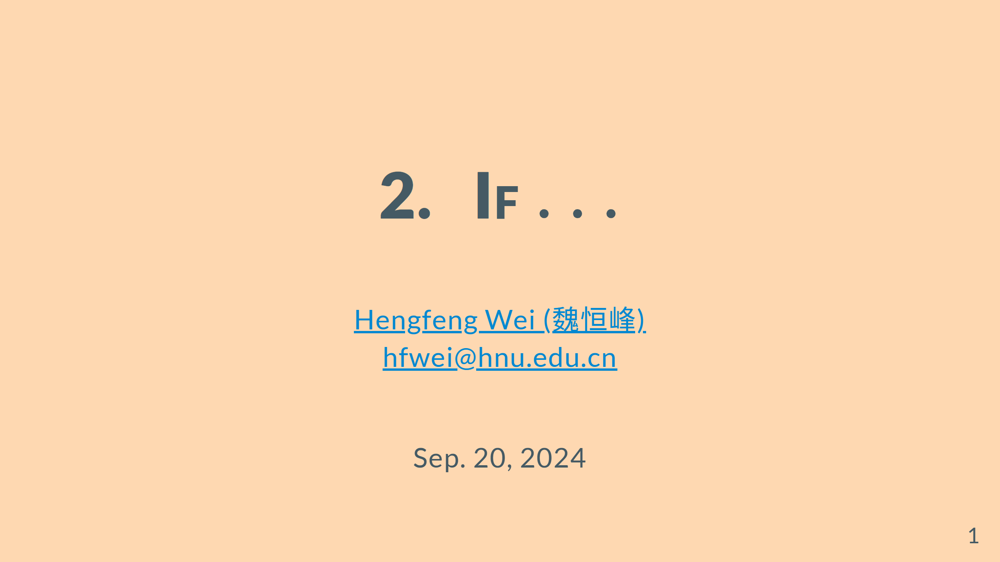 2. IF . . .
Hengfeng Wei (魏恒峰)
hfwei@hnu.edu.cn
Sep. 20, 2024
1